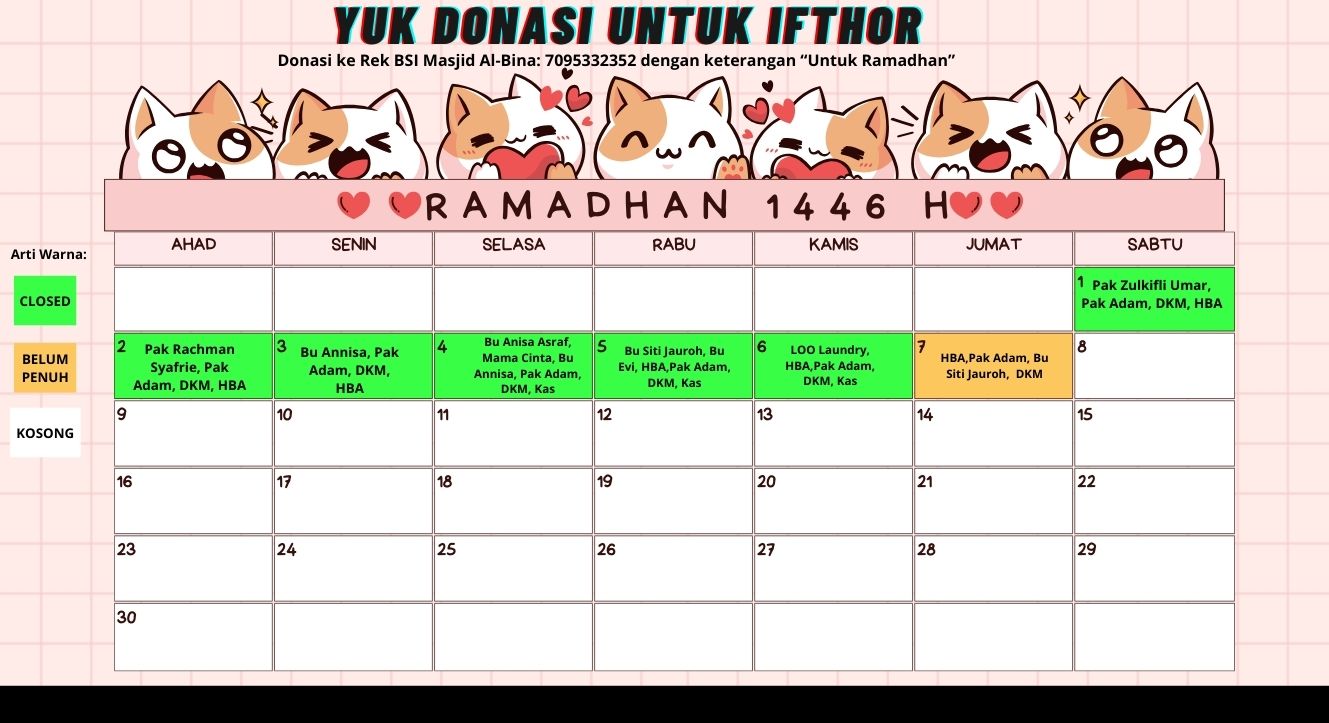 YUK DONASI UNTUK IFTHOR
Donasi ke Rek BSI Masjid Al-Bina: 7095332352 dengan keterangan “Untuk Ramadhan”
RAMADHAN 1446 H
AHAD SENIN SELASA RABU KAMIS JUMAT SABTU
Arti Warna:
CLOSED
BELUM
PENUH
KOSONG
1 Pak Zulkifli Umar,
Pak Adam, DKM, HBA
2 Pak Rachman
Syafrie, Pak
Adam, DKM, HBA
3 Bu Annisa, Pak
Adam, DKM,
HBA
4 Bu Anisa Asraf,
Mama Cinta, Bu
Annisa, Pak Adam,
DKM, Kas
5 Bu Siti Jauroh, Bu
Evi, HBA,Pak Adam,
DKM, Kas
6 LOO Laundry,
HBA,Pak Adam,
DKM, Kas
7 HBA,Pak Adam, Bu
Siti Jauroh, DKM
8
9 10 11 12 13 14 15
16 17 18 19 20 21 22
23 24 25 26 27 28 29
30